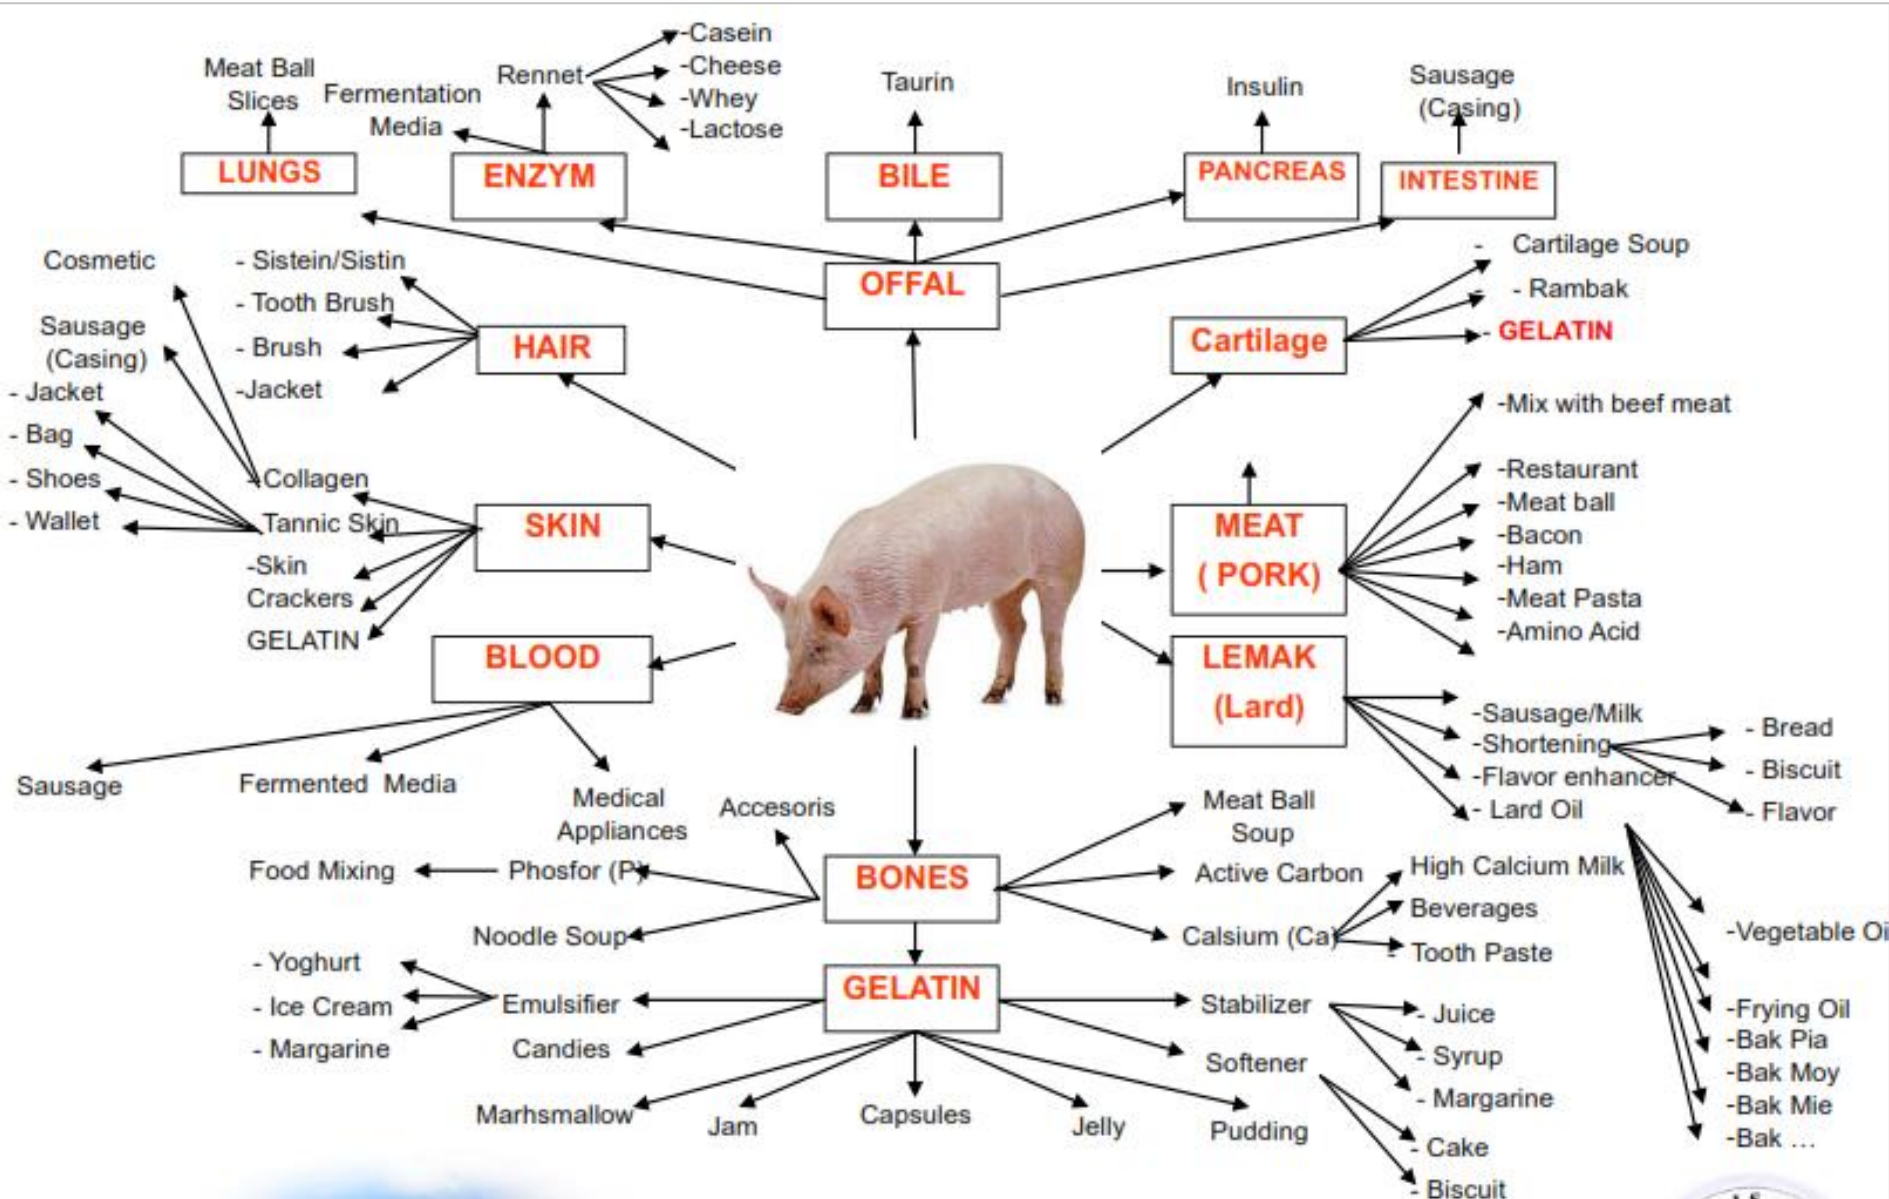 -Casein
Meat Ball
Slices
Fermentation
Media
Rennet
-Cheese
-Whey
-Lactose
Taurin
Insulin
Sausage
(Casing)
LUNGS
ENZYM
BILE
PANCREAS
INTESTINE
OFFAL
Cosmetic
Sausage
(Casing)
- Jacket
- Bag
- Shoes
- Wallet
- Sistein/Sistin
- Tooth Brush
- Brush
-Jacket
HAIR
Collagen
Tannic Skin
-Skin
Crackers
GELATIN
SKIN
- Cartilage Soup
- - Rambak
- GELATIN
Cartilage
MEAT
( PORK)
-Mix with beef meat
-Restaurant
-Meat ball
-Bacon
-Ham
-Meat Pasta
-Amino Acid
BLOOD
Sausage
Fermented Media
Medical
Appliances
LEMAK
(Lard)
-Sausage/Milk
-Shortening
-Flavor enhancer
- Lard Oil
- Bread
- Biscuit
- Flavor
Accesoris
Food Mixing
Phosfor (P)
Noodle Soup
BONES
Meat Ball
Soup
Active Carbon
Calsium (Ca)
High Calcium Milk
Beverages
- Tooth Paste
-Vegetable Oi
-Frying Oil
-Bak Pia
-Bak Moy
-Bak Mie
-Bak ...
GELATIN
- Yoghurt
- Ice Cream
- Margarine
Emulsifier
Candies
Marhsmallow
Jam
Capsules
Jelly
Pudding
Stabilizer
Softener
- Juice
- Syrup
- Margarine
- Cake
- Biscuit